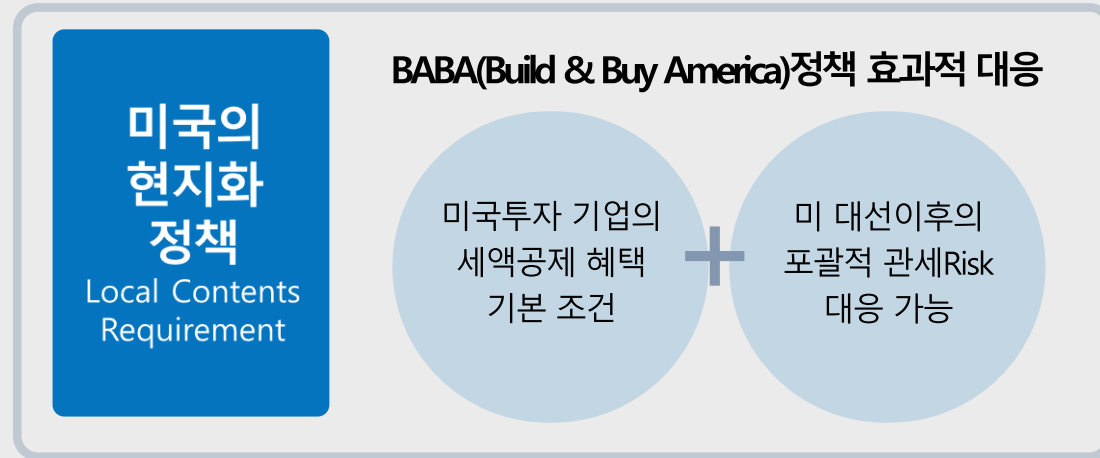 미국의
현지화
정책
Local Contents
Requirement
BABA(Build & Buy America)정책 효과적 대응
미국투자 기업의
세액공제 혜택
기본 조건
+
미 대선이후의
포괄적 관세Risk
대응 가능